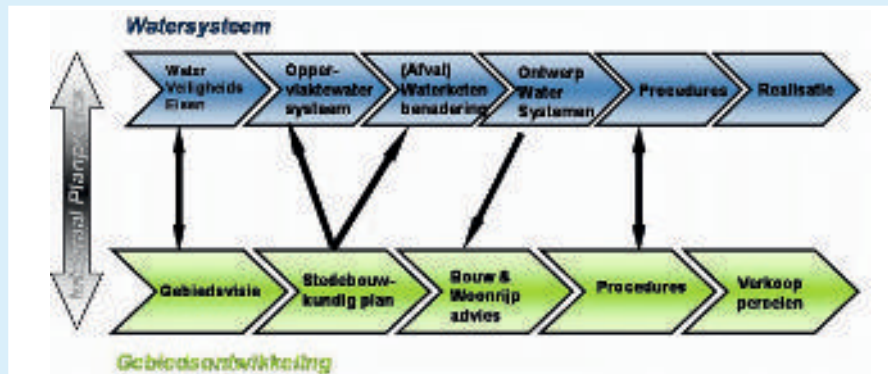 Watersysteem
Water
Veiligheids
Eisen
Opper-
vlaktewater
systeem
(Afval)
Waterketen
benadering
Ontwerp
Water
Systemen
Procedures
Realisatie
Gebiedsvisie
Stedebouw-
kundig plan
Bouw &
Woonrijp
advies
Procedures
Verkoop
percelen
Gebiedsontwikkeling